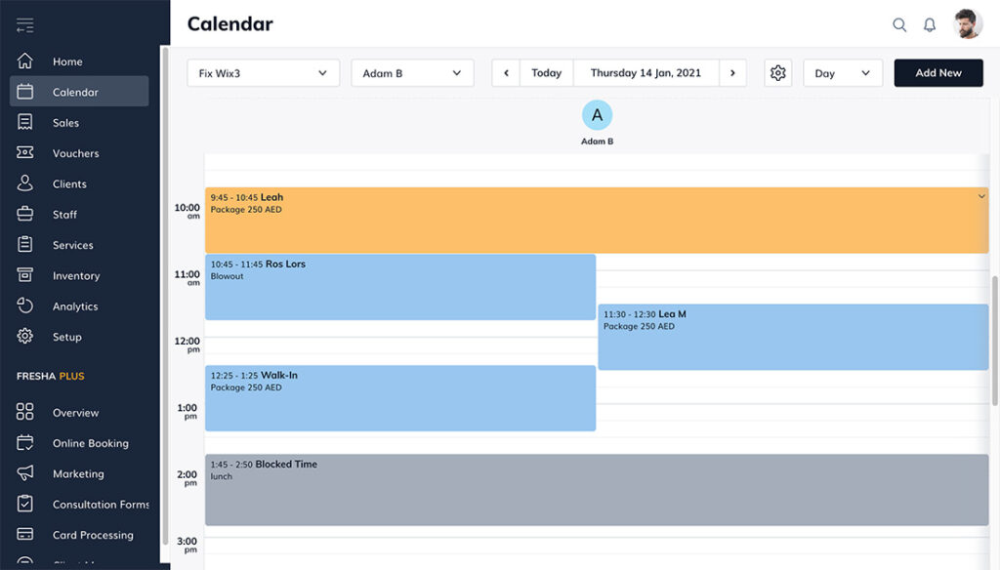 Calendar
Home
Calendar
Sales
Vouchers
Clients
Staff
Services
Inventory
Analytics
Setup
FRESHA PLUS
Overview
Online Booking
Marketing
Consultation Forms
Card Processing
Fix Wix3
Adam B
Today
Thursday 14 Jan, 2021
Day
Add New
A
Adam B
9:45 - 10:45 Leah
Package 250 AED
10:00
am
10:45 - 11:45 Ros Lors
Blowout
11:00
am
11:30 - 12:30 Lea M
Package 250 AED
12:00
pm
12:25 - 1:25 Walk-In
Package 250 AED
1:00
pm
1:45 - 2:50 Blocked Time
lunch
2:00
pm
3:00
pm